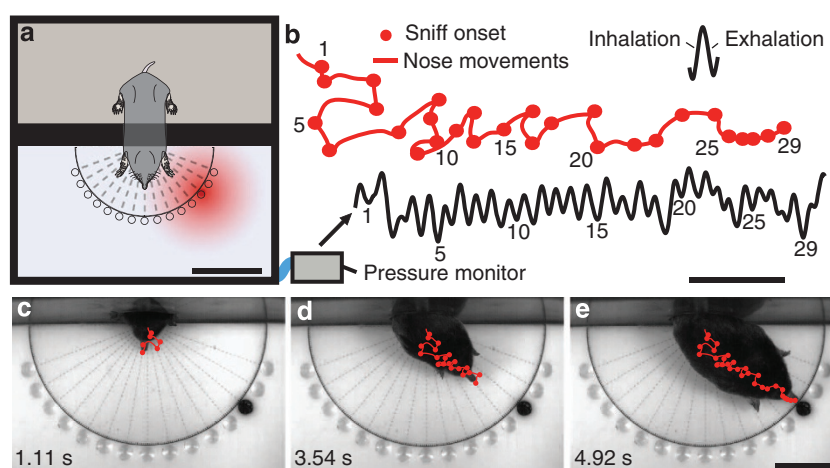 a
b
1
Sniff onset
Nose movements
Inhalation
Exhalation
5
10
15
20
25
29
1
5
10
15
20
25
29
Pressure monitor
c
1.11 s
d
3.54 s
e
4.92 s